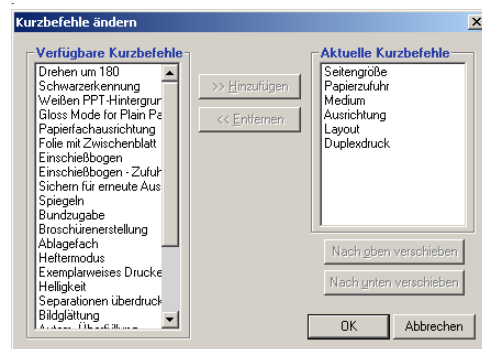 Kurzbefehle ändern
Verfügbare Kurzbefehle
Drehen um 180
Schwarzerkennung
Weißen PPT-Hintergrur
Gloss Mode for Plain Pa
Papierfachausrichtung
Folie mit Zwischenblatt
Einschießbogen
Einschießbogen - Zufuh
Sichern für erneute Aus
Spiegeln
Bundzugabe
Broschürenerstellung
Ablagefach
Heftermodus
Exemplarweises Drucke
Helligkeit
Separationen überdruck
Bildglättung
>> Hinzufügen
<< Entfernen
Aktuelle Kurzbefehle
Seitengröße
Papierzufuhr
Medium
Ausrichtung
Layout
Duplexdruck
Nach oben verschieben
Nach unten verschieben
OK
Abbrechen